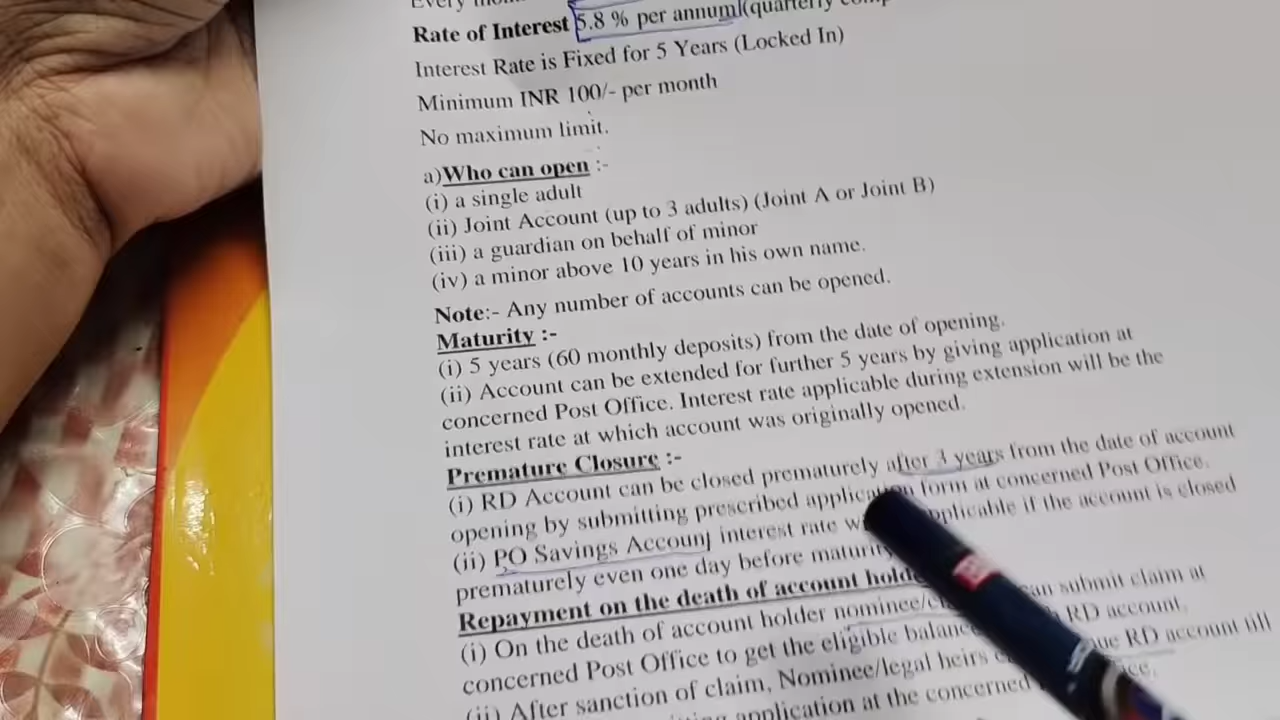 Every
Rate of Interest 5.8 % per annum (quarterly
Interest Rate is Fixed for 5 Years (Locked In)
Minimum INR 100/- per month
No maximum limit.
a)Who can open :-
(i) a single adult
(ii) Joint Account (up to 3 adults) (Joint A or Joint B)
(iii) a guardian on behalf of minor
(iv) a minor above 10 years in his own name.
Note:- Any number of accounts can be opened.
Maturity :-
(i) 5 years (60 monthly deposits) from the date of opening.
(ii) Account can be extended for further 5 years by giving application at
concerned Post Office. Interest rate applicable during extension will be the
interest rate at which account was originally opened.
Premature Closure :-
(i) RD Account can be closed prematurely after 3 years from the date of account
opening by submitting prescribed application form at concerned Post Office.
(ii) PO Savings Account interest rate applicable if the account is closed
prematurely even one day before maturity
Repayment on the death of account
(i) On the death of account holder nominee/ submit claim at
concerned Post Office to get the eligible balance RD account.
(ii) After sanction of claim, Nominee/legal heirs RD account till
application at the concerned